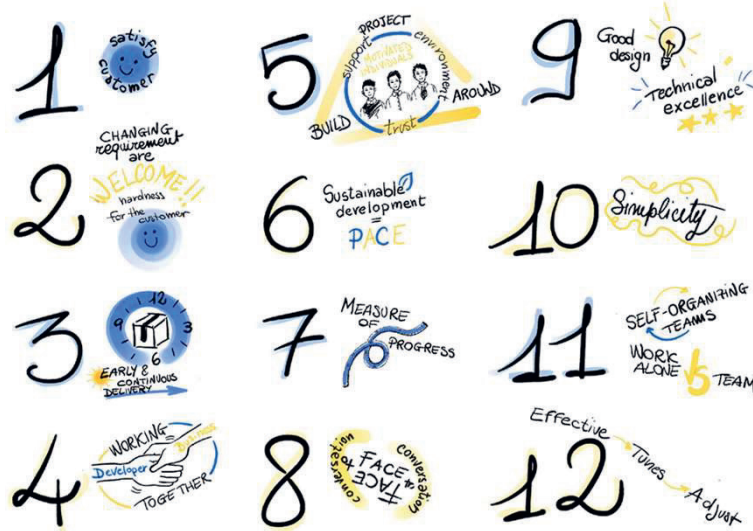 1
satisfy
customer
2
CHANGING
requirement
are
WELCOME!!
hardness
for the customer
3
12
9
3
6
EARLY &
CONTINUOUS
DELIVERY
4
WORKING
Business
Developer
TOGETHER
5
PROJECT
support
environment
MOTIVATED
INDIVIDUALS
BUILD
trust
AROUND
6
Sustainable
development
=
PACE
7
MEASURE
OF
PROGRESS
8
conversation
FACE
to
FACE
conversation
9
Good
design
Technical
excellence
10
Simplicity
11
SELF-ORGANIZING
TEAMS
WORK
ALONE
VS
TEAM
12
Effective
Tunes
Adjust